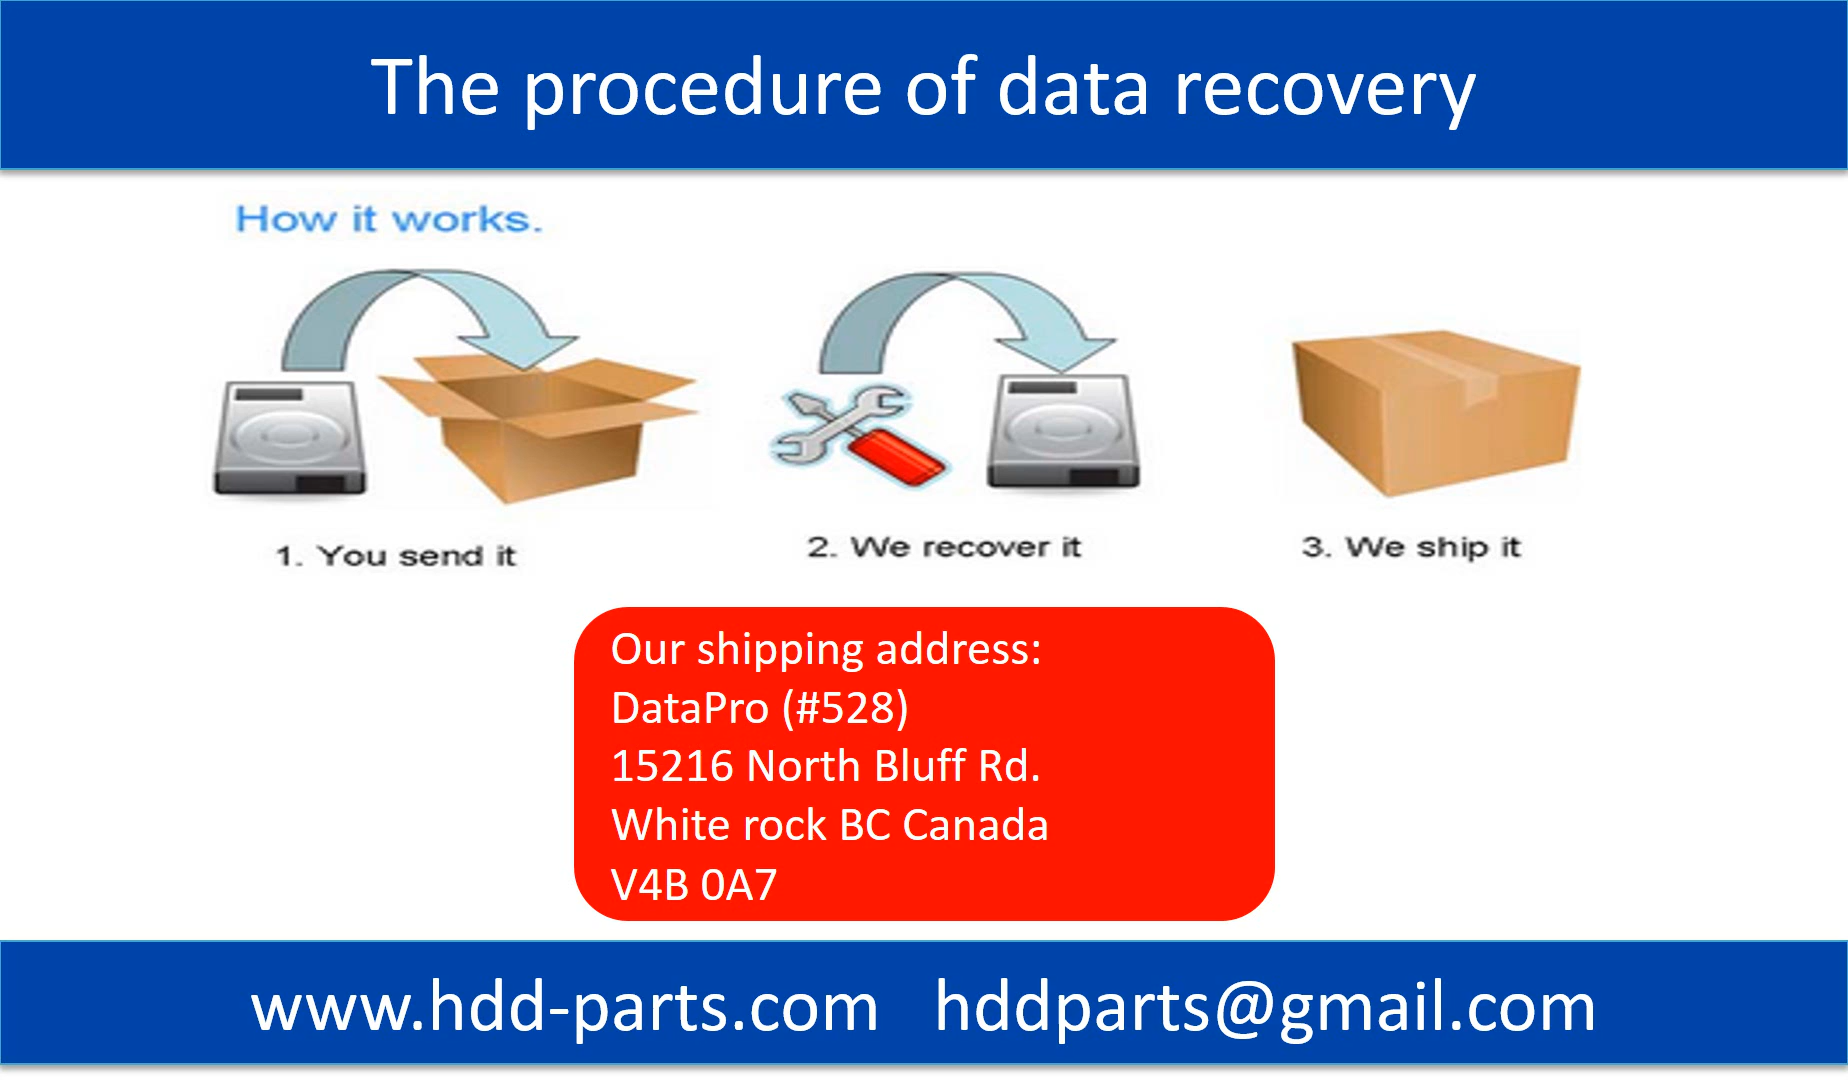 The procedure of data recovery
How it works.
1. You send it
2. We recover it
3. We ship it
Our shipping address:
DataPro (#528)
15216 North Bluff Rd.
White rock BC Canada
V4B 0A7
www.hdd-parts.com hddparts@gmail.com